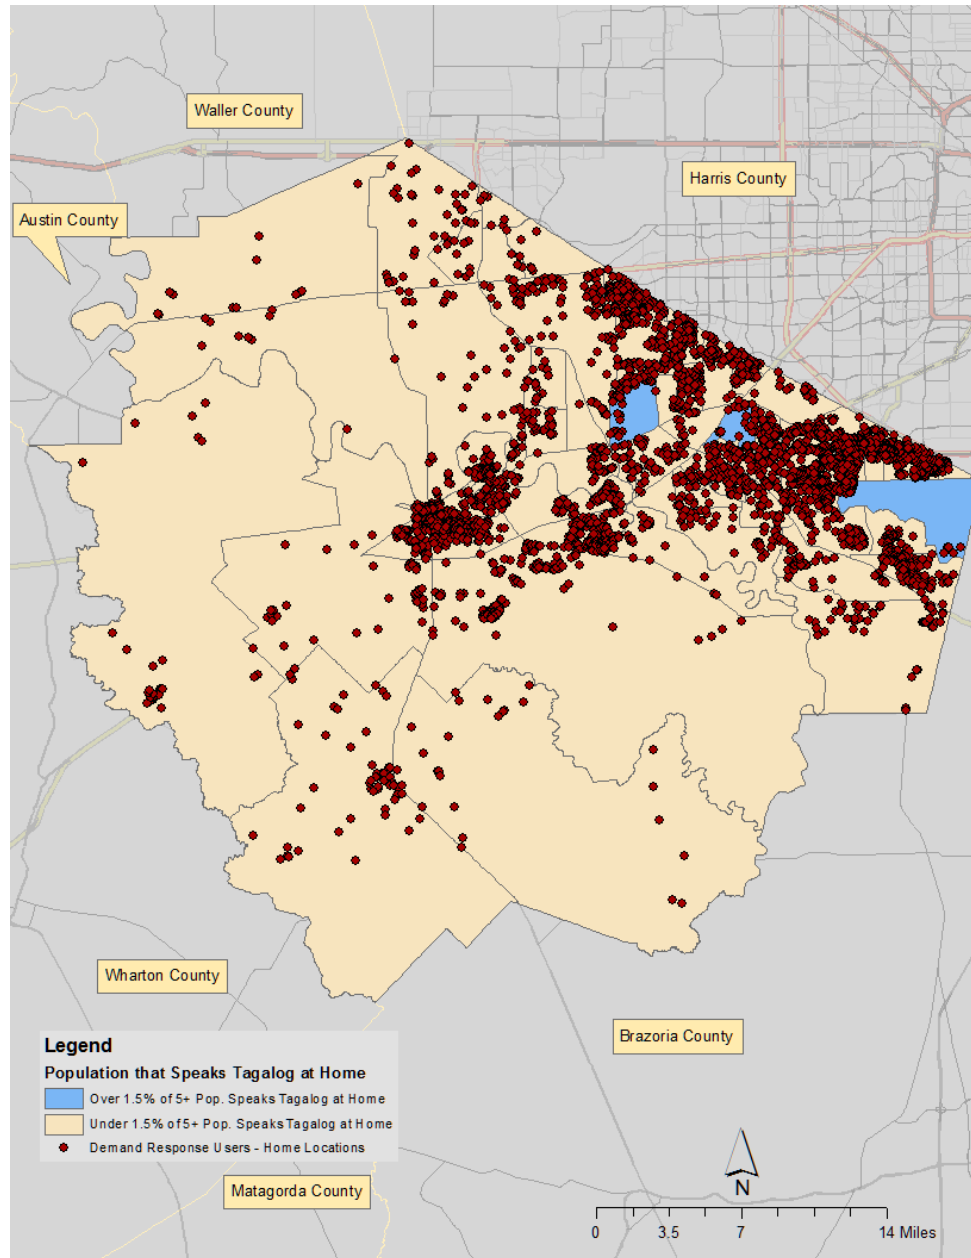 Waller County
Harris County
Austin County
Wharton County
Brazoria County
Legend
Population that Speaks Tagalog at Home
Over 1.5% of 5+ Pop. Speaks Tagalog at Home
Under 1.5% of 5+ Pop. Speaks Tagalog at Home
Demand Response Users - Home Locations
Matagorda County
N
0 3.5 7 14 Miles